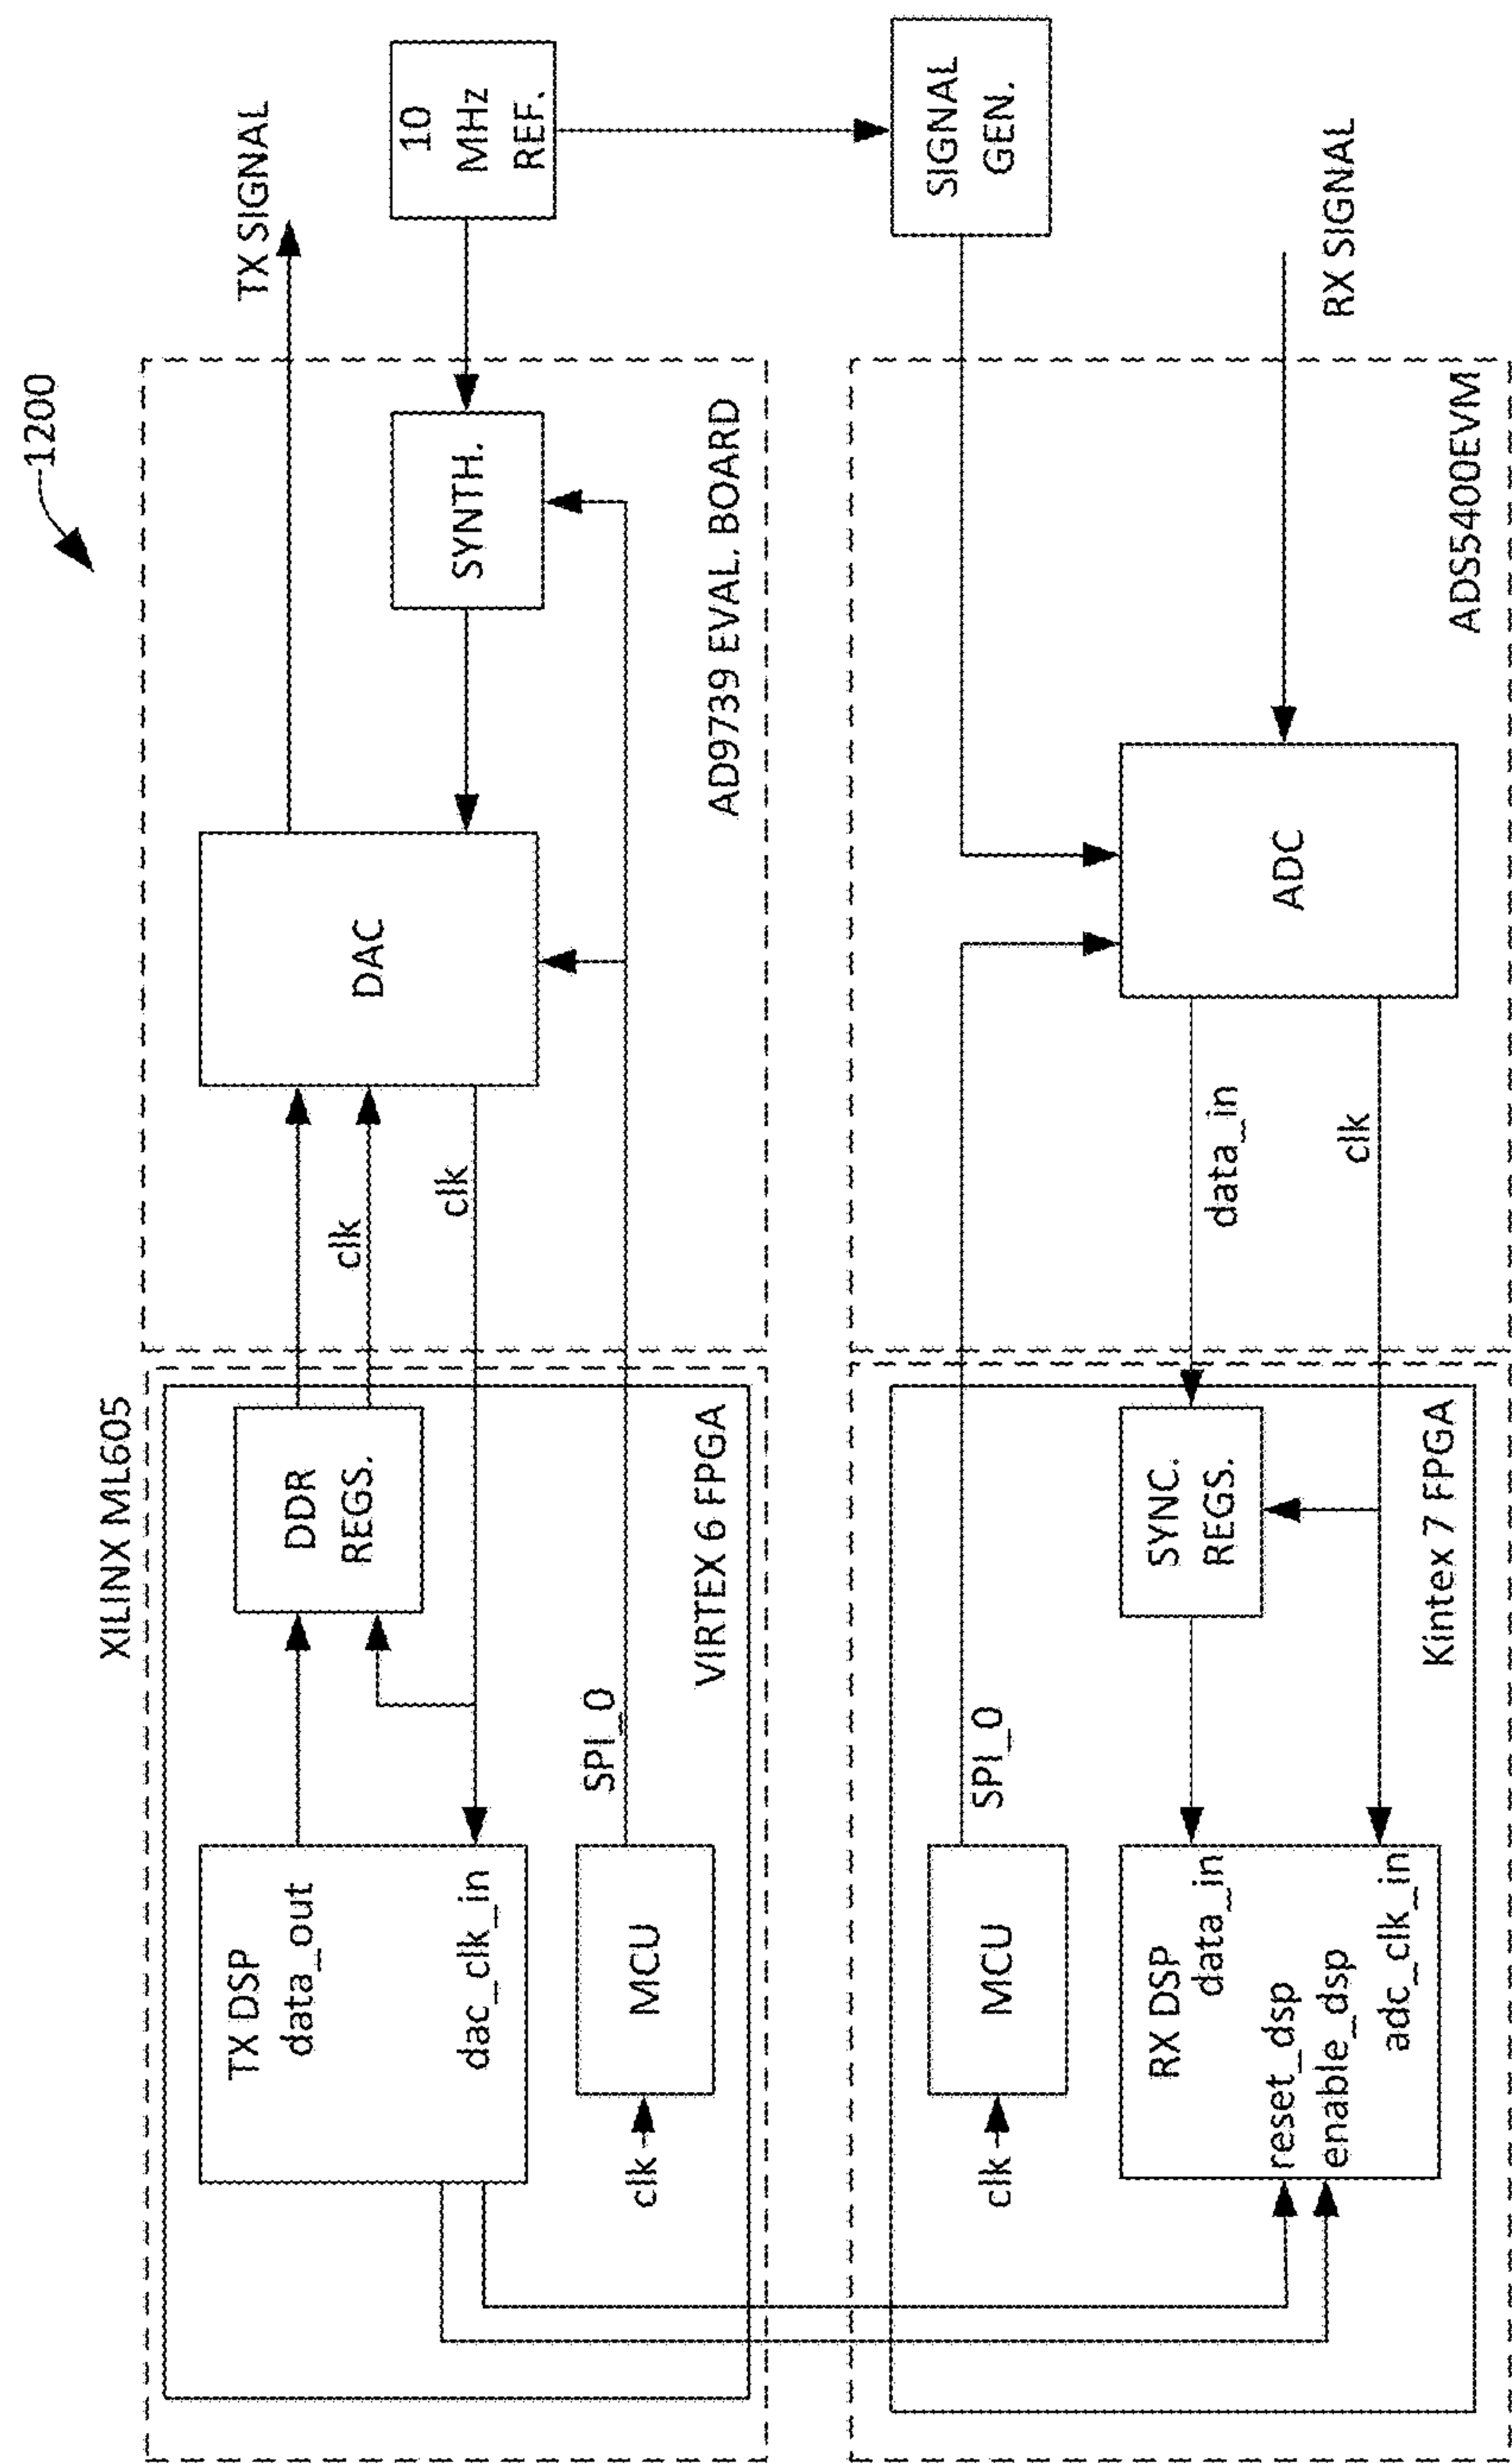 1200
XILINX ML605
TX DSP
data_out
dac_clk_in
DDR
REGS.
clk
clk
DAC
SYNTH.
TX SIGNAL
10
MHz
REF.
clk
MCU
SPI_0
VIRTEX 6 FPGA
AD9739 EVAL. BOARD
SIGNAL
GEN.
clk
MCU
SPI_0
RX DSP
data_in
reset_dsp
enable_dsp
adc_clk_in
SYNC.
REGS.
data_in
clk
ADC
RX SIGNAL
Kintex 7 FPGA
ADS5400EVM